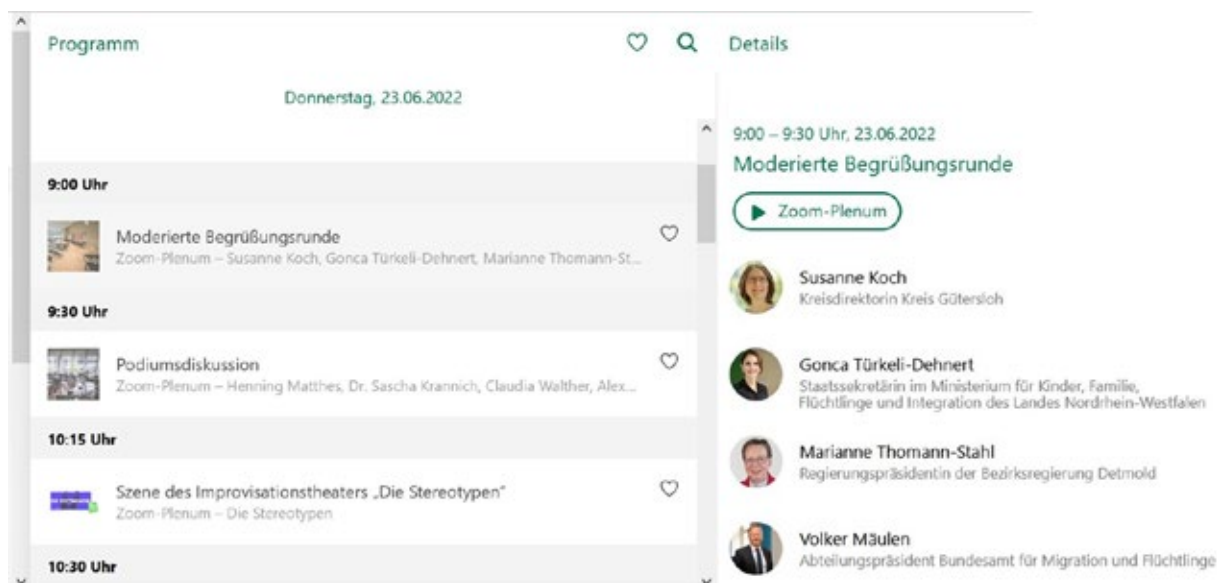 Programm
Donnerstag, 23.06.2022
9:00 Uhr
Moderierte Begrüßungsrunde
Zoom-Plenum – Susanne Koch, Gonca Türkeli-Dehnert, Marianne Thomann-St...
9:30 Uhr
Podiumsdiskussion
Zoom-Plenum – Henning Matthes, Dr. Sascha Krannich, Claudia Walther, Alex...
10:15 Uhr
Szene des Improvisationstheaters „Die Stereotypen“
Zoom-Plenum – Die Stereotypen
10:30 Uhr
Details
9:00 – 9:30 Uhr, 23.06.2022
Moderierte Begrüßungsrunde
Zoom-Plenum
Susanne Koch
Kreisdirektorin Kreis Gütersloh
Gonca Türkeli-Dehnert
Staatssekretärin im Ministerium für Kinder, Familie,
Flüchtlinge und Integration des Landes Nordrhein-Westfalen
Marianne Thomann-Stahl
Regierungspräsidentin der Bezirksregierung Detmold
Volker Mäulen
Abteilungspräsident Bundesamt für Migration und Flüchtlinge